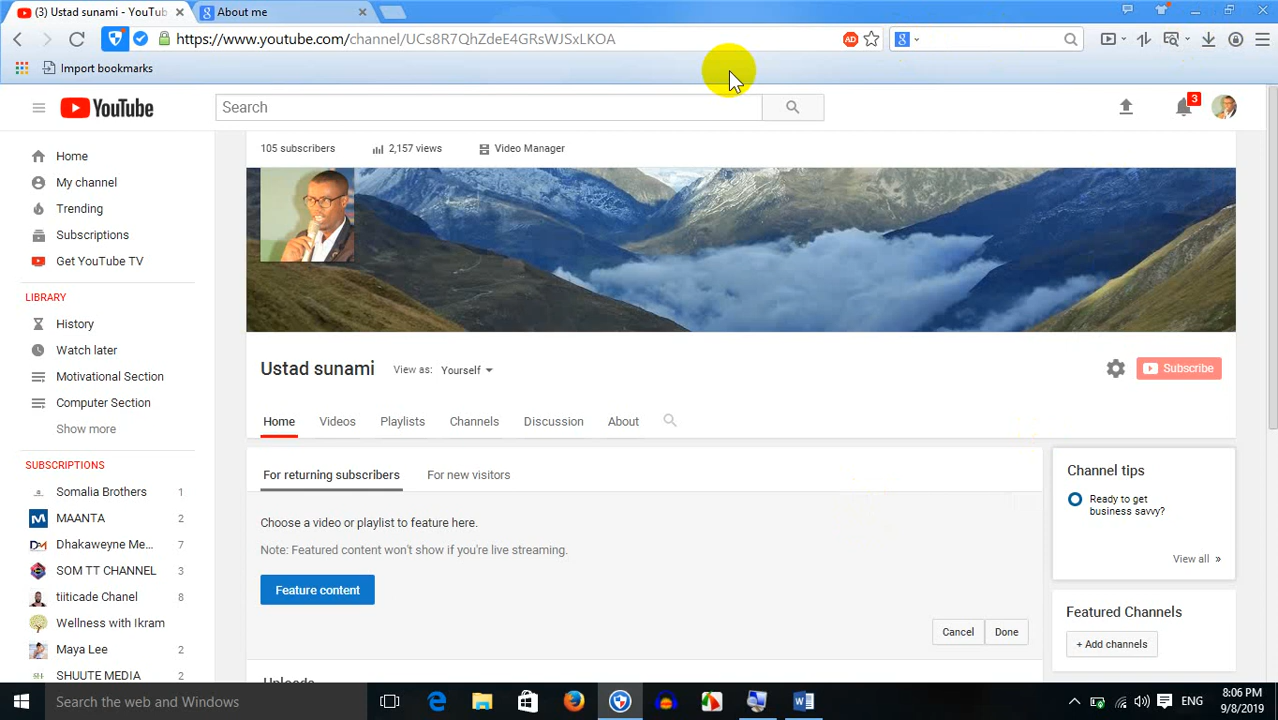 (3) Ustad sunami - YouTub
About me
https://www.youtube.com/channel/UCs8R7QhZdeE4GRsWJSxLKOA
AD
Import bookmarks
YouTube
Search
3
Home
My channel
Trending
Subscriptions
Get YouTube TV
LIBRARY
History
Watch later
Motivational Section
Computer Section
Show more
SUBSCRIPTIONS
Somalia Brothers 1
MAANTA 2
Dhakaweyne Me... 7
SOM TT CHANNEL 3
tiiticade Chanel 8
Wellness with Ikram
Maya Lee 2
SHUUTE MEDIA 2
105 subscribers
2,157 views
Video Manager
Ustad sunami
View as: Yourself
Subscribe
Home Videos Playlists Channels Discussion About
For returning subscribers For new visitors
Choose a video or playlist to feature here.
Note: Featured content won't show if you're live streaming.
Feature content
Cancel Done
Uploads
Channel tips
Ready to get
business savvy?
View all »
Featured Channels
+ Add channels
Search the web and Windows
ENG
8:06 PM
9/8/2019